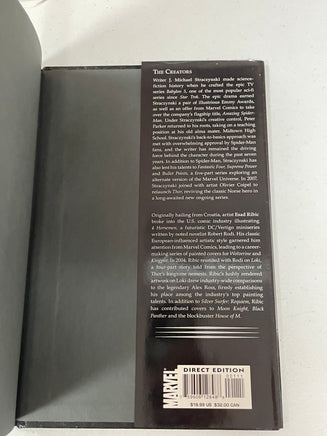 THE CREATORS
Writer J. Michael Straczynski made science-
fiction history when he crafted the epic TV
series Babylon 5, one of the most popular sci-fi
series since Star Trek. The epic drama earned
Straczynski a pair of Illustrious Emmy Awards,
as well as an offer from Marvel Comics to take
over the company's flagship title, Amazing Spider-
Man. Under Straczynski's creative control, Peter
Parker returned to his roots, taking on a teaching
position at his old alma mater, Midtown High
School. Straczynski's back-to-basics approach was
met with overwhelming approval by Spider-Man
fans, and the writer has remained the driving
force behind the character during the past seven
years. In addition to Spider-Man, Straczynski has
also lent his talents to Fantastic Four, Supreme Power
and Bullet Points, a five-part series exploring an
alternate version of the Marvel Universe. In 2007,
Straczynski joined with artist Olivier Coipel to
relaunch Thor, reviving the classic Norse hero in
a long-awaited new ongoing series.
Originally hailing from Croatia, artist Esad Ribic
broke into the U.S. comic industry illustrating
4 Horsemen, a futuristic DC/Vertigo miniseries
written by noted novelist Robert Rodi. His classic
European-influenced artistic style garnered him
attention from Marvel Comics, leading to a career-
making series of painted covers for Wolverine and
Kingpin. In 2004, Ribic reunited with Rodi on Loki,
a four-part story told from the perspective of
Thor's foremost nemesis. Ribic's lushly rendered
artwork on Loki drew industry-wide comparisons
to the legendary Alex Ross, firmly establishing
his place among the industry's top painting
talents. In addition to Silver Surfer: Requiem, Ribic
has contributed covers to Moon Knight, Black
Panther and the blockbuster House of M.
MARVEL
DIRECT EDITION
00111
$19.99 US $32.00 CAN